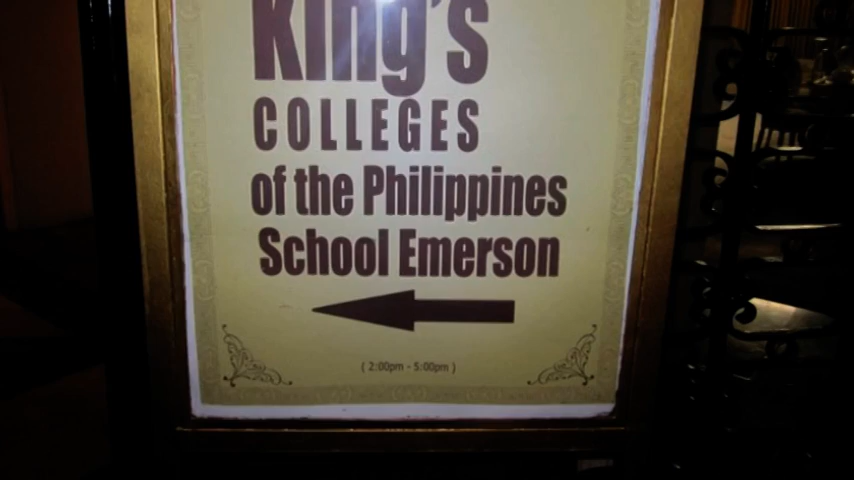 King's
COLLEGES
of the Philippines
School Emerson
( 2:00pm - 5:00pm )